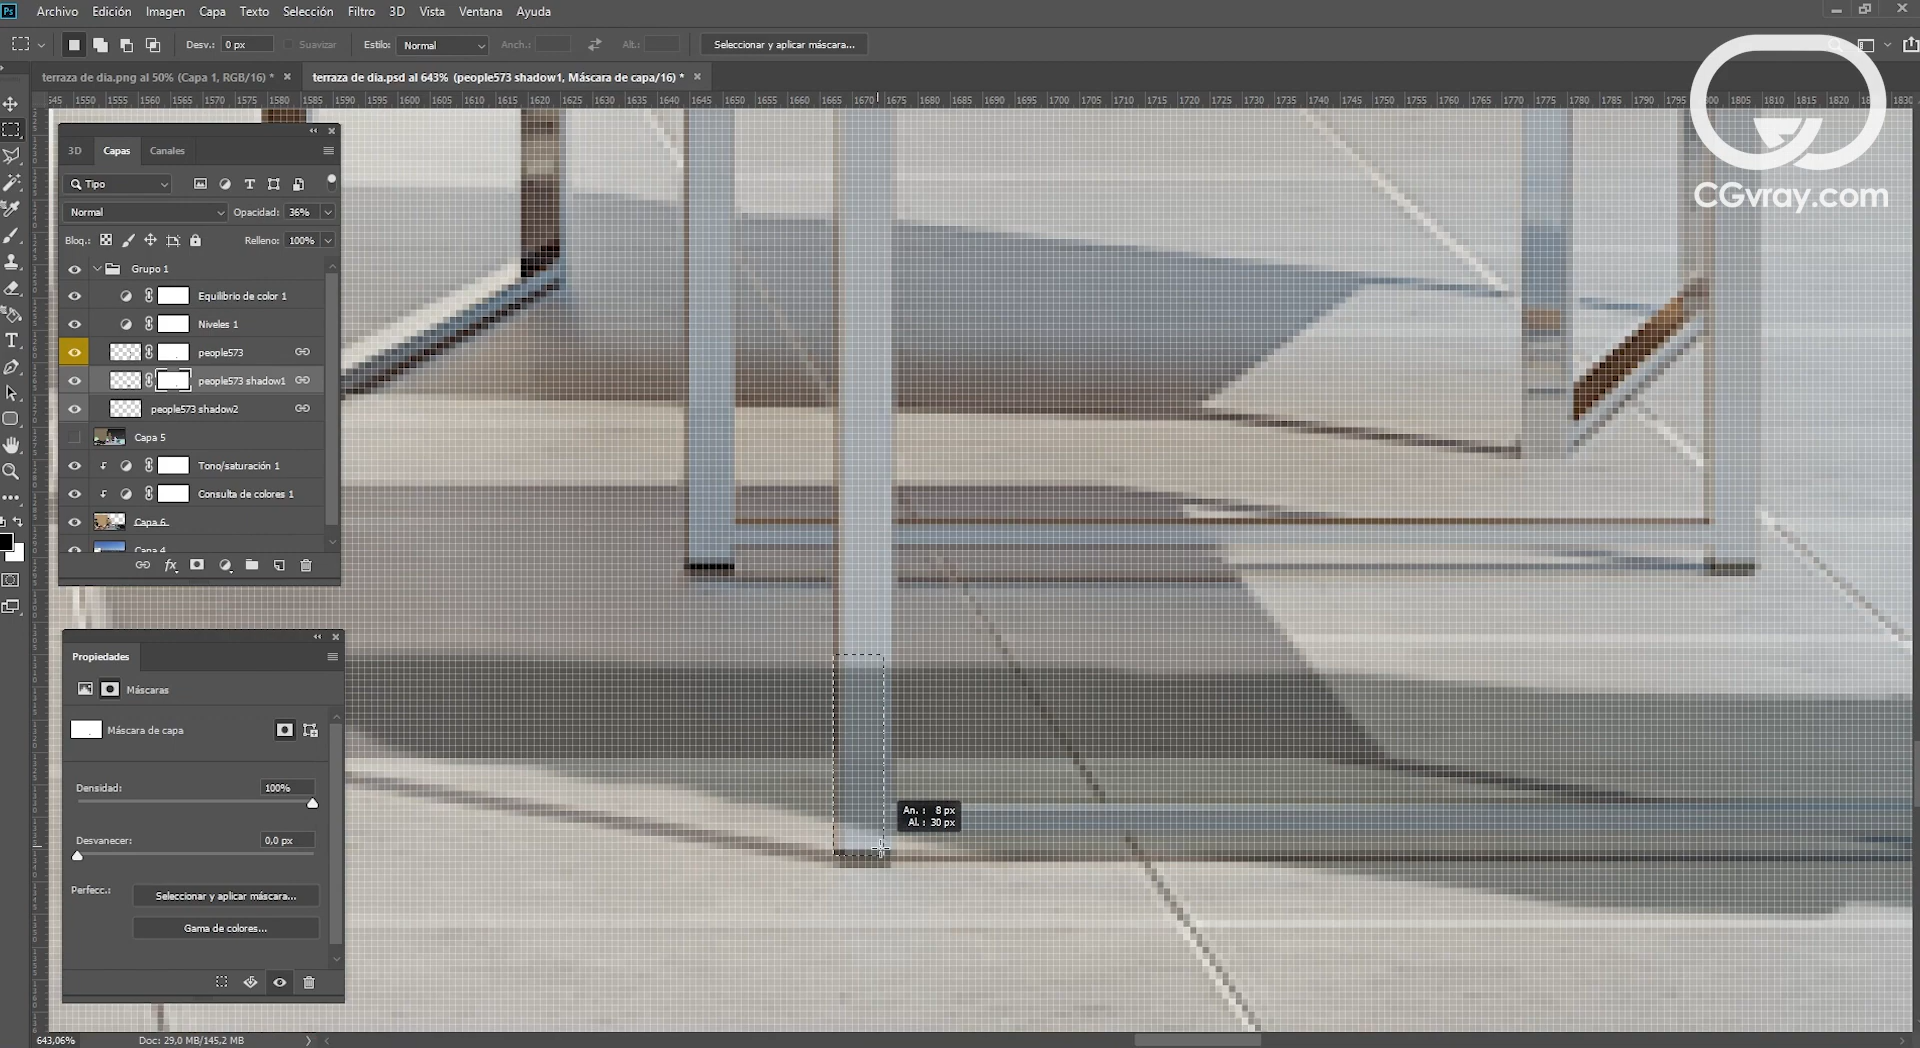 Ps Archivo Edición Imagen Capa Texto Selección Filtro 3D Vista Ventana Ayuda
Desv.: 0 px Suavizar Estilo: Normal Anch.: Alt.: Seleccionar y aplicar máscara...
terraza de dia.png al 50% (Capa 1, RGB/16) * × terraza de dia.psd al 643% (people573 shadow1, Máscara de capa/16) * ×
1550 1555 1560 1565 1570 1575 1580 1585 1590 1595 1600 1605 1610 1615 1620 1625 1630 1635 1640 1645 1650 1655 1660 1665 1670 1675 1680 1685 1690 1695 1700 1705 1710 1715 1720 1725 1730 1735 1740 1745 1750 1755 1760 1765 1770 1775 1780 1785 1790 1795 1805 1810 1815 1820 1830
CGvray.com
3D Capas Canales
Tipo
Normal Opacidad: 36%
Bloq.: Relleno: 100%
Grupo 1
Equilibrio de color 1
Niveles 1
people573
people573 shadow1
people573 shadow2
Capa 5
Tono/saturación 1
Consulta de colores 1
Capa 6
Capa 4
fx
Propiedades
Máscaras
Máscara de capa
Densidad: 100%
Desvanecer: 0,0 px
Perfecc.: Seleccionar y aplicar máscara...
Gama de colores...
An. : 8 px
Al. : 30 px
643,06% Doc: 29,0 MB/145,2 MB